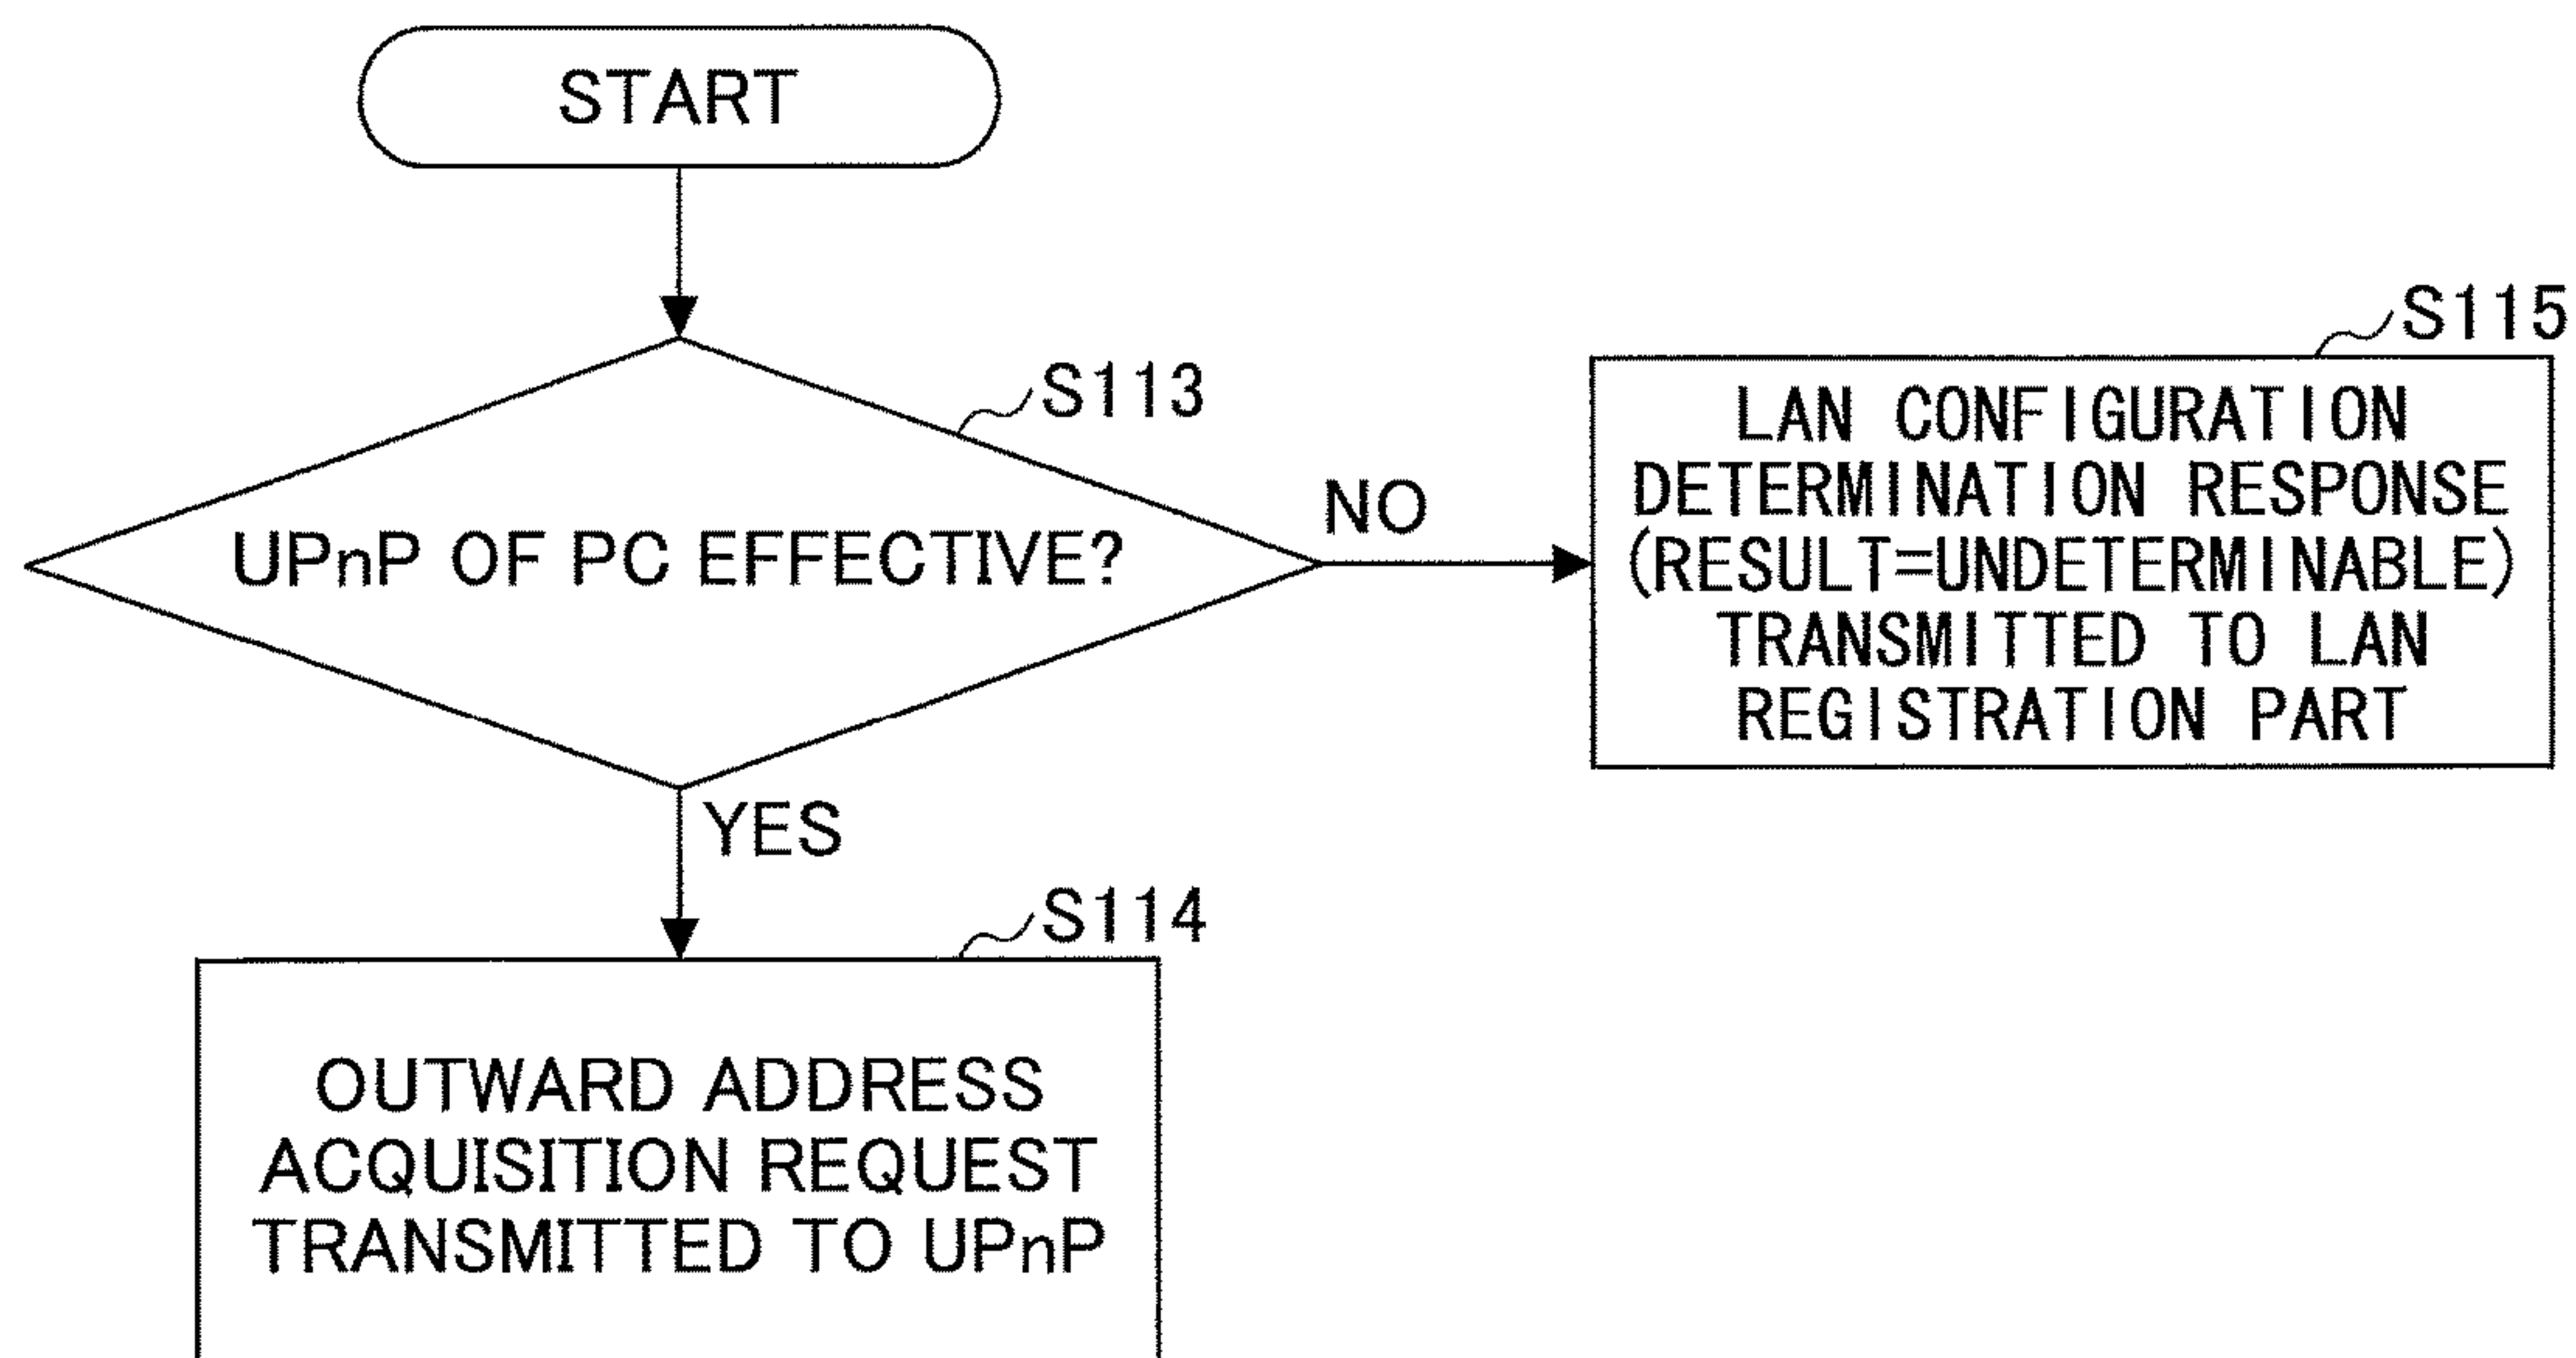 START
S113
UPnP OF PC EFFECTIVE?
NO
S115
LAN CONFIGURATION
DETERMINATION RESPONSE
(RESULT=UNDETERMINABLE)
TRANSMITTED TO LAN
REGISTRATION PART
YES
S114
OUTWARD ADDRESS
ACQUISITION REQUEST
TRANSMITTED TO UPnP